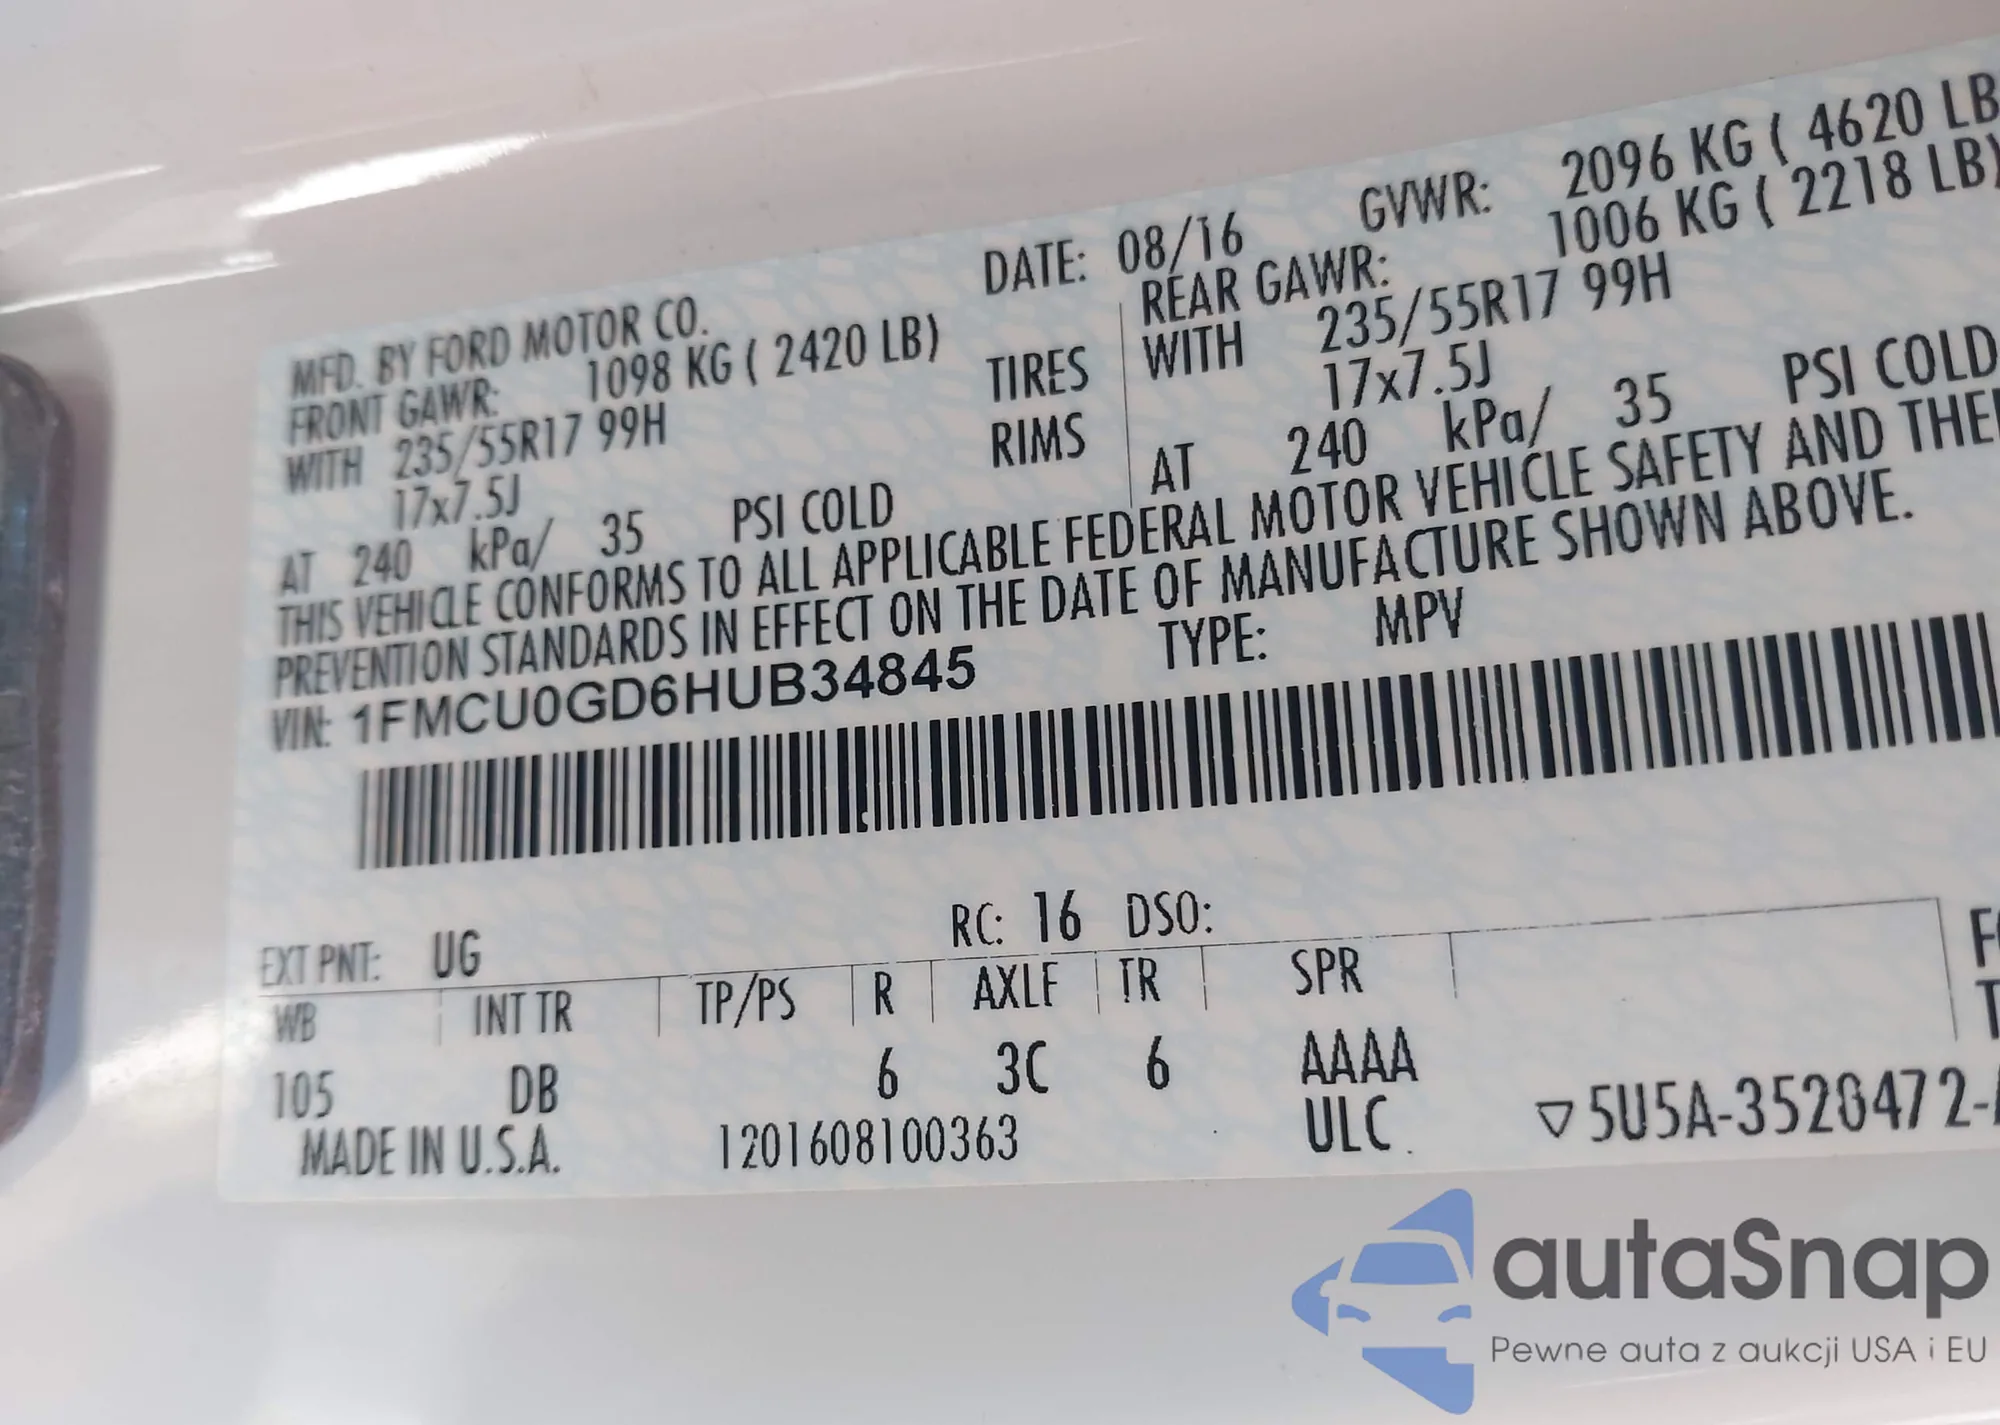 MFD. BY FORD MOTOR CO.
DATE: 08/16
GVWR: 2096 KG ( 4620 LB
FRONT GAWR: 1098 KG ( 2420 LB)
REAR GAWR: 1006 KG ( 2218 LB)
WITH 235/55R17 99H
TIRES
WITH 235/55R17 99H
17x7.5J
RIMS
17x7.5J
AT 240 kPa/ 35 PSI COLD
AT 240 kPa/ 35 PSI COLD
THIS VEHICLE CONFORMS TO ALL APPLICABLE FEDERAL MOTOR VEHICLE SAFETY AND THE
PREVENTION STANDARDS IN EFFECT ON THE DATE OF MANUFACTURE SHOWN ABOVE.
VIN: 1FMCU0GD6HUB34845
TYPE: MPV
EXT PNT: UG
RC: 16 DSO:
WB INT TR TP/PS R AXLE TR SPR
105 DB 6 3C 6 AAAA
MADE IN U.S.A. 1201608100363 ULC
▽5U5A-3520472-
autaSnap
Pewne auta z aukcji USA i EU